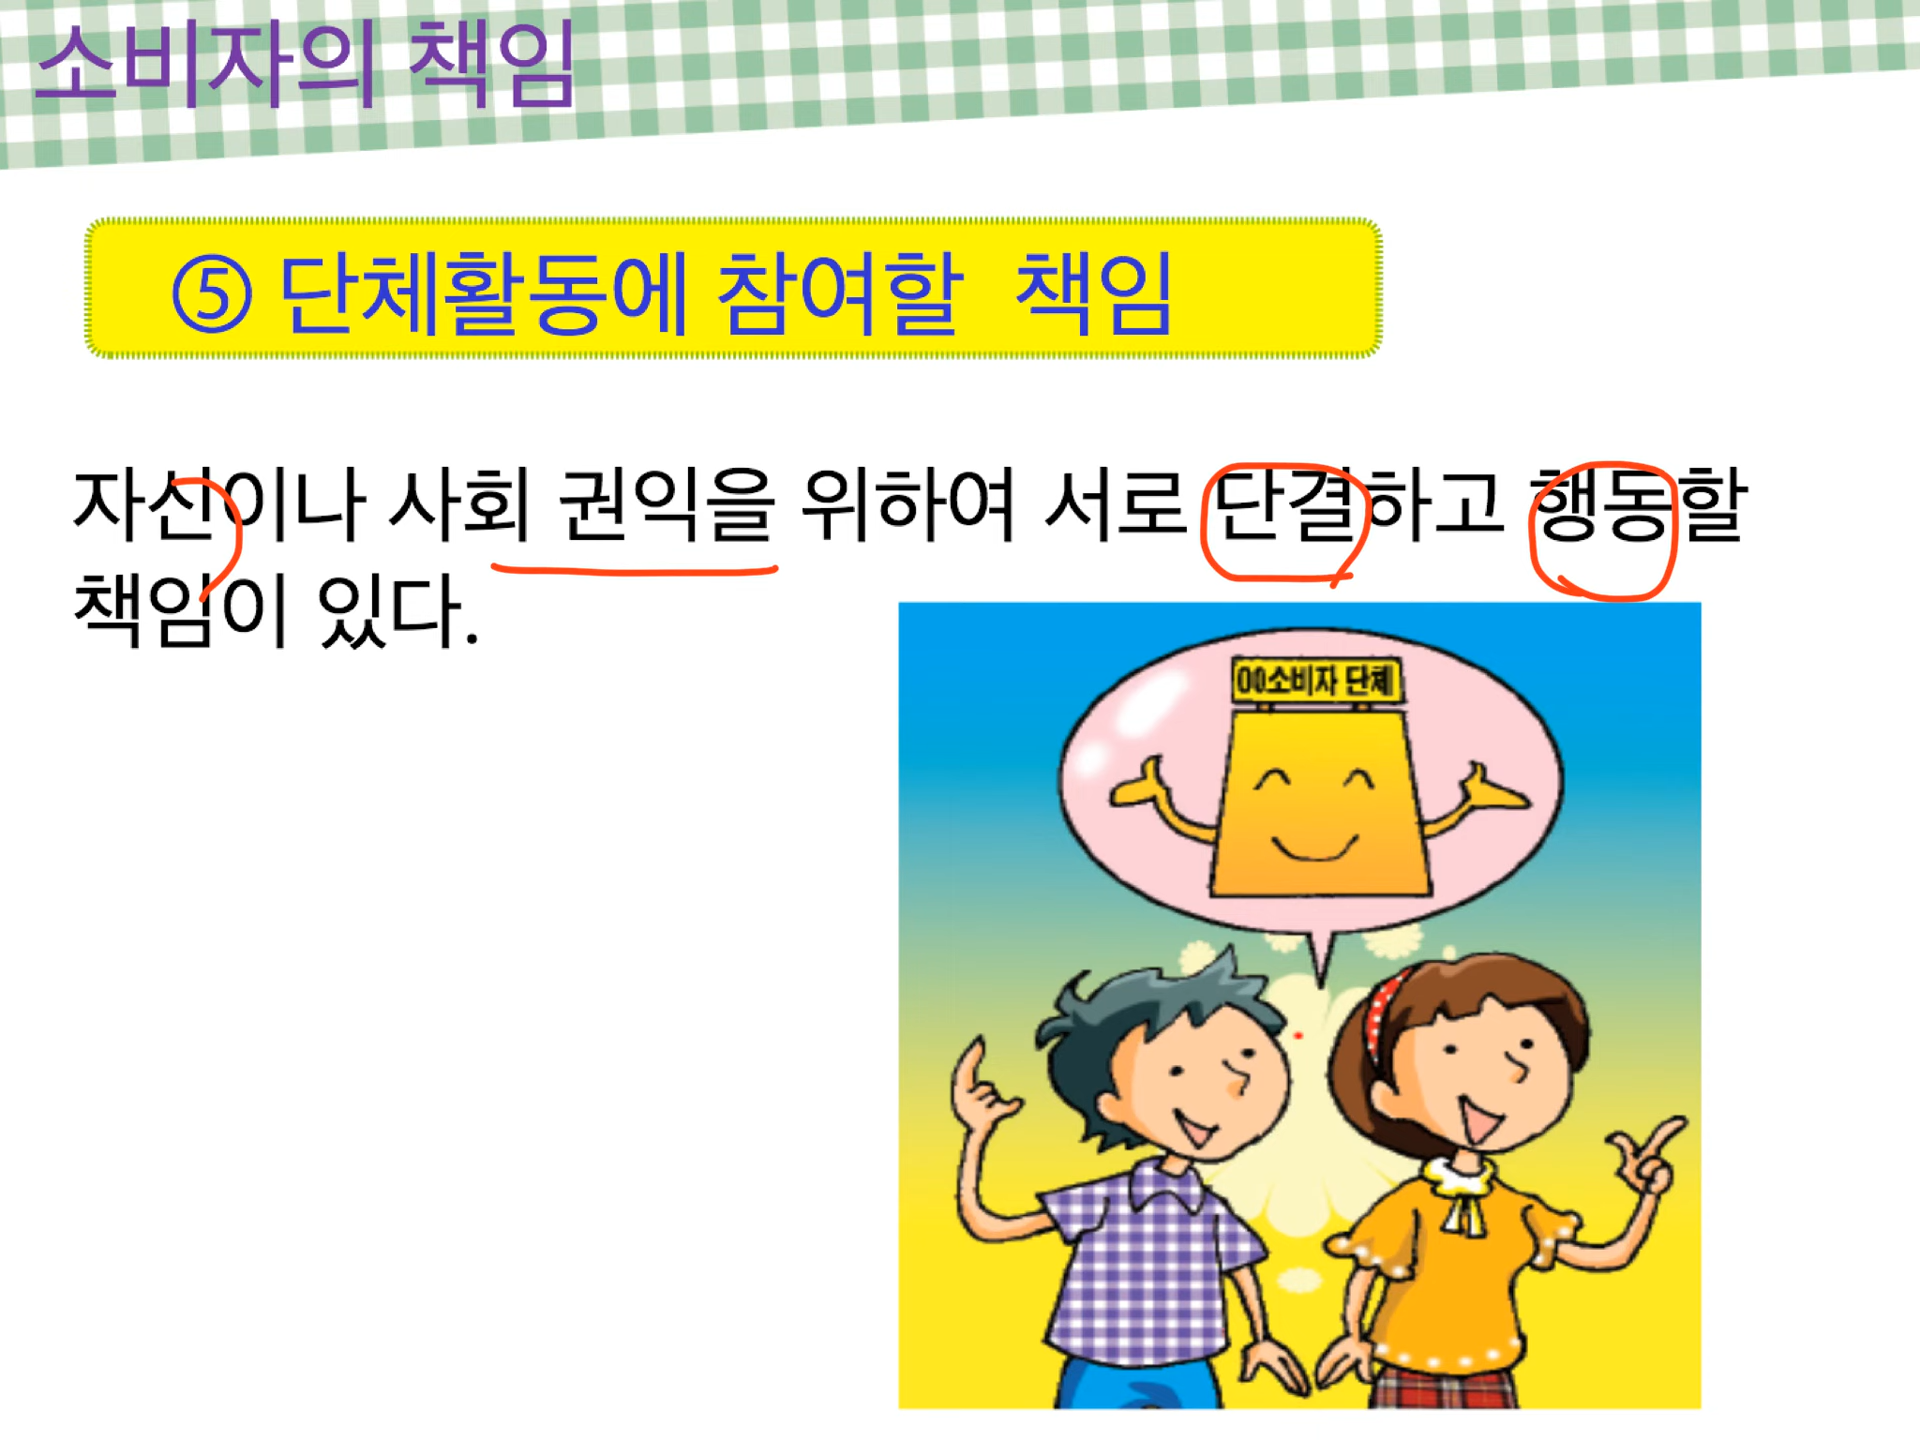 소비자의 책임
⑤ 단체활동에 참여할 책임
자신이나 사회 권익을 위하여 서로 단결하고 행동할
책임이 있다.
00소비자 단체